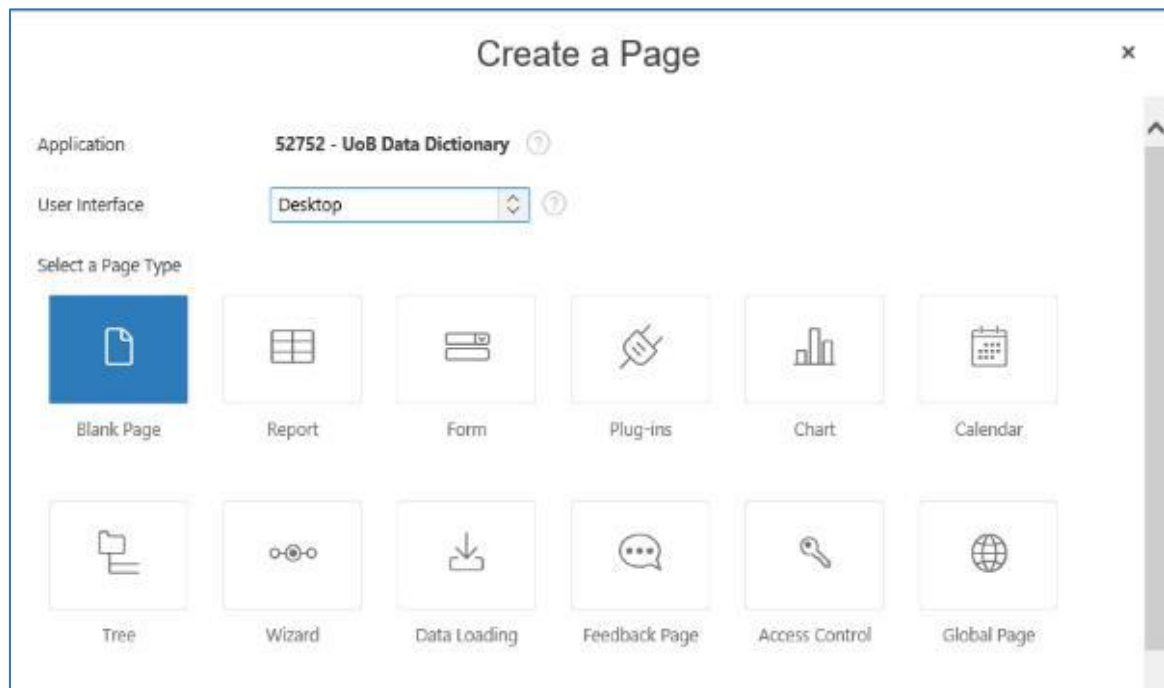 Create a Page
×
Application 52752 - UoB Data Dictionary ?
User Interface Desktop ?
Select a Page Type
Blank Page Report Form Plug-ins Chart Calendar
Tree Wizard Data Loading Feedback Page Access Control Global Page